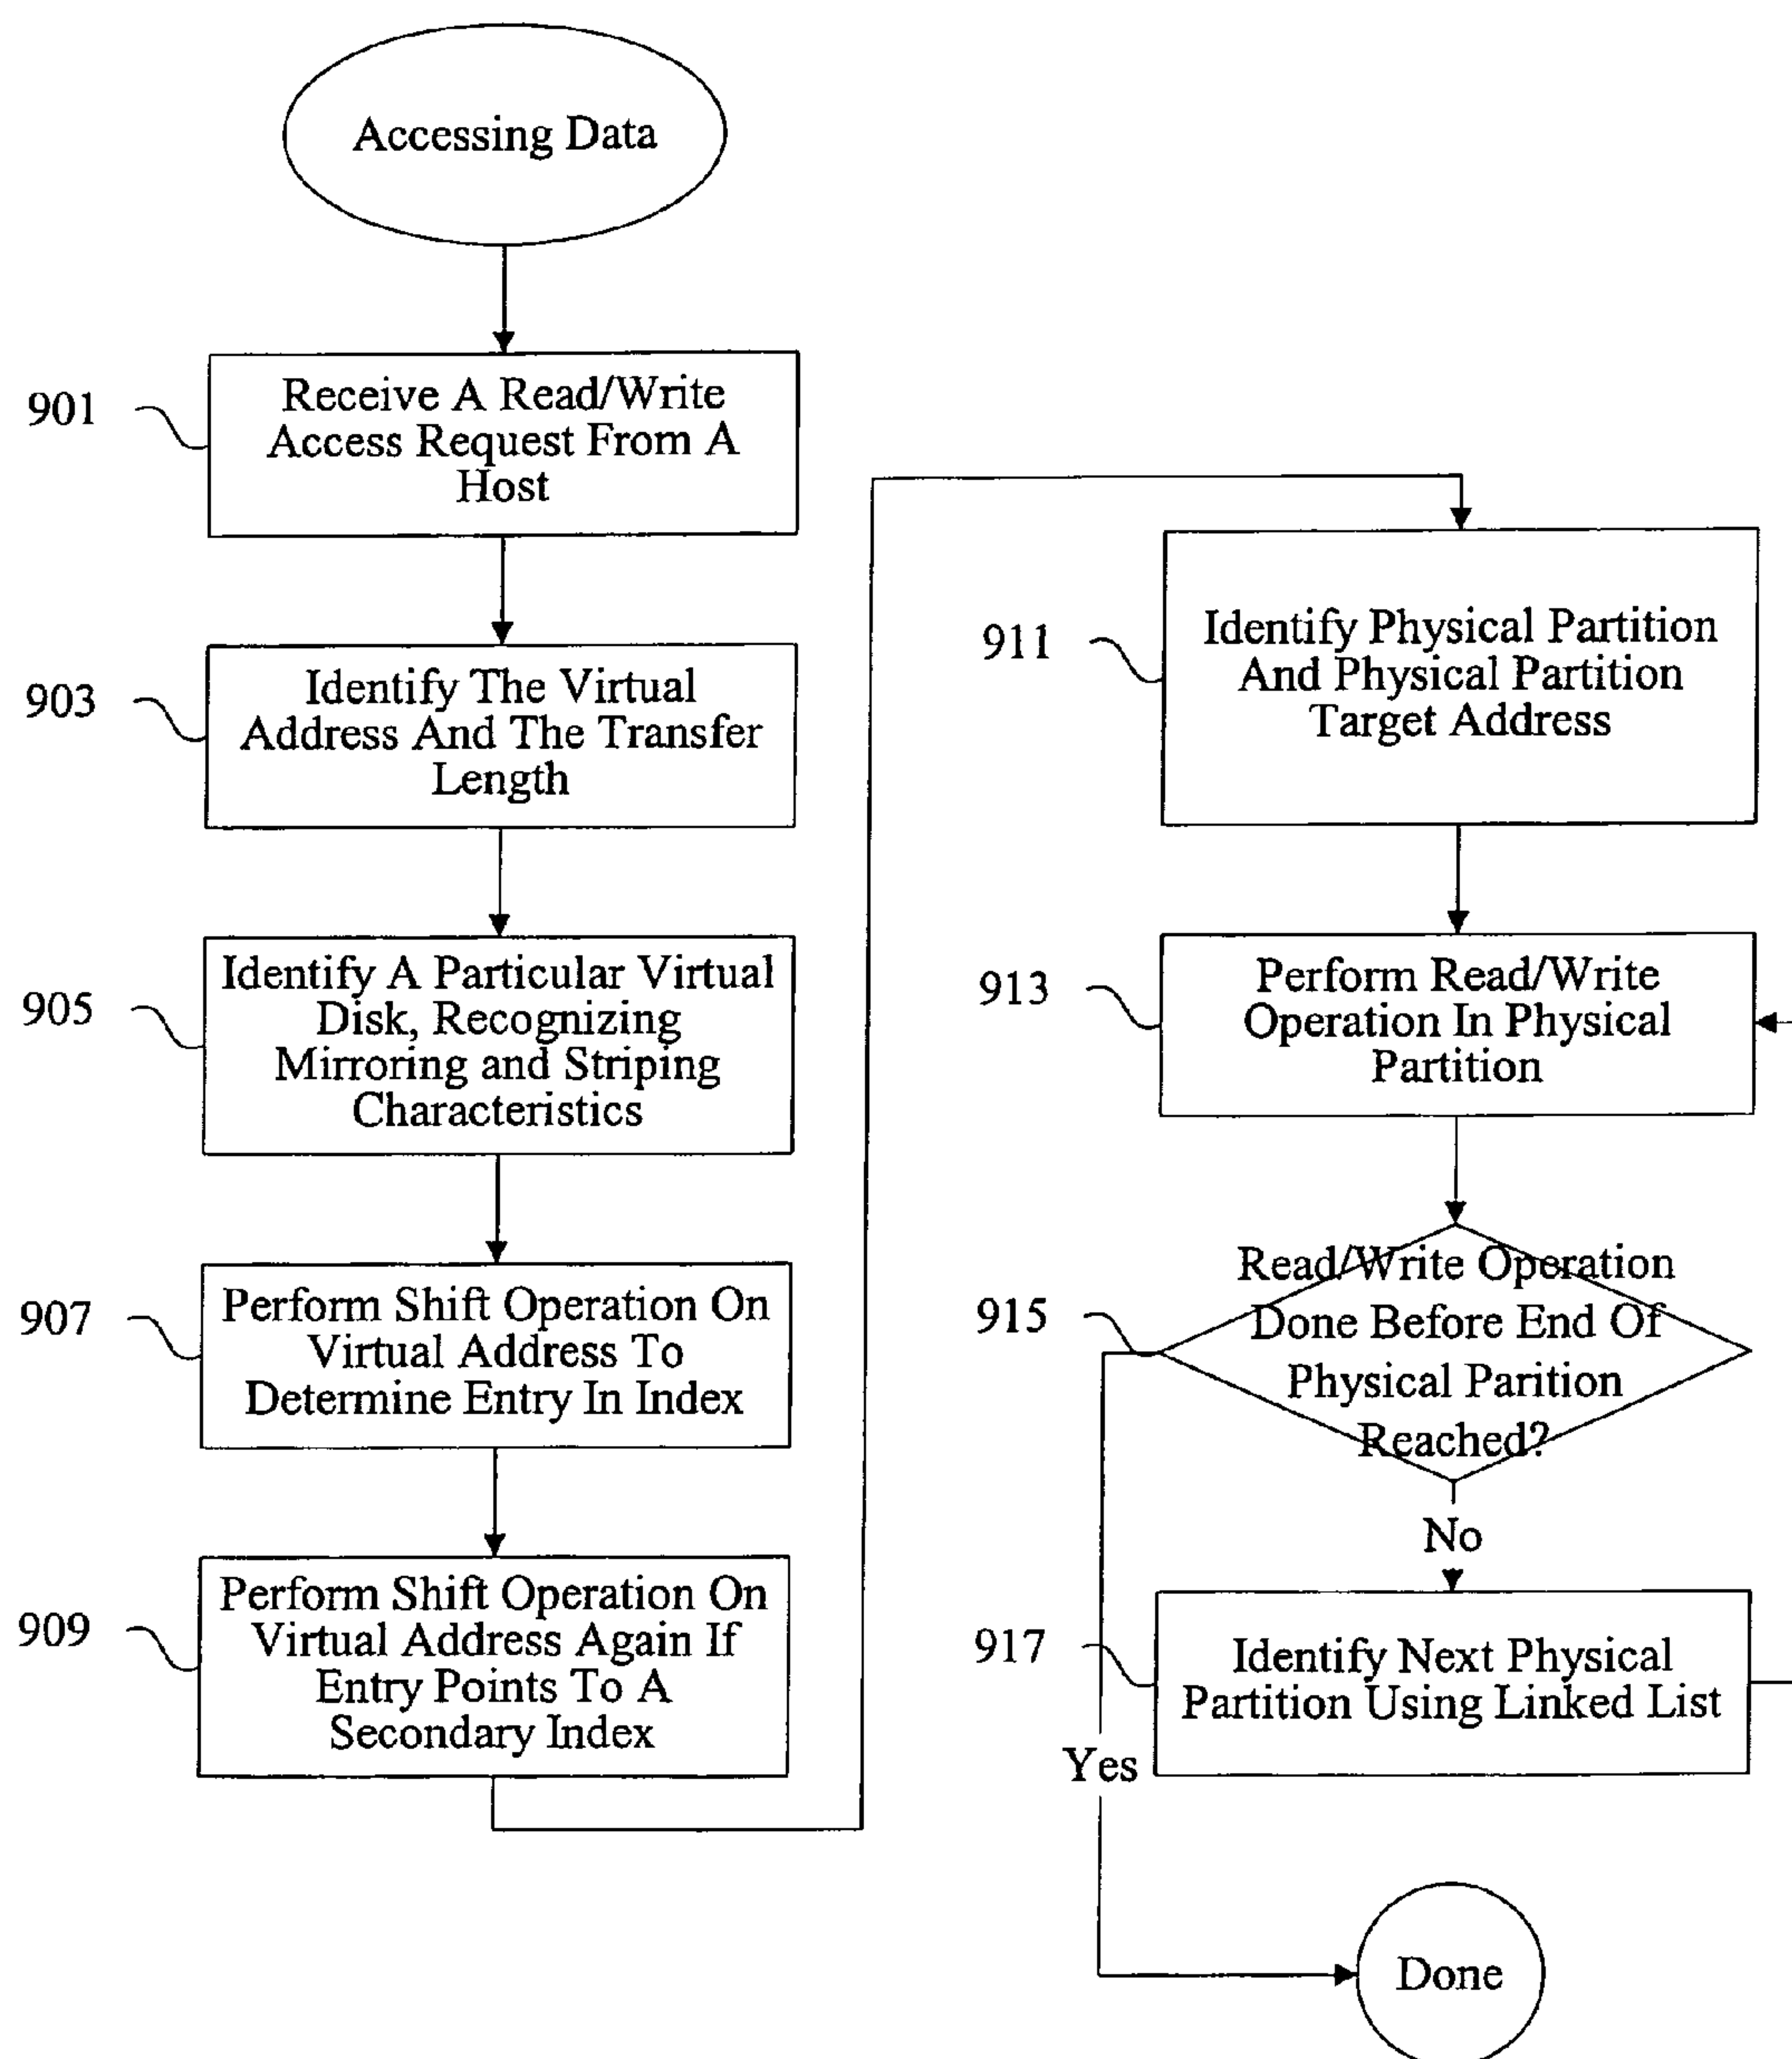 Accessing Data
901
Receive A Read/Write
Access Request From A
Host
903
Identify The Virtual
Address And The Transfer
Length
905
Identify A Particular Virtual
Disk, Recognizing
Mirroring and Striping
Characteristics
907
Perform Shift Operation On
Virtual Address To
Determine Entry In Index
909
Perform Shift Operation On
Virtual Address Again If
Entry Points To A
Secondary Index
911
Identify Physical Partition
And Physical Partition
Target Address
913
Perform Read/Write
Operation In Physical
Partition
915
Read/Write Operation
Done Before End Of
Physical Parition
Reached?
No
917
Identify Next Physical
Partition Using Linked List
Yes
Done